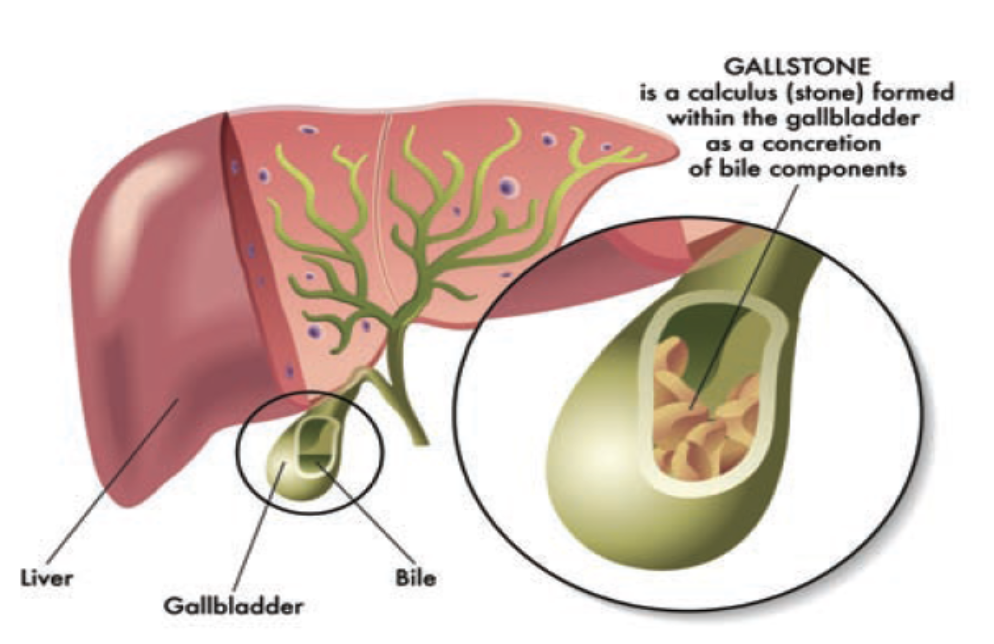 GALLSTONE
is a calculus (stone) formed
within the gallbladder
as a concretion
of bile components
Liver
Gallbladder
Bile